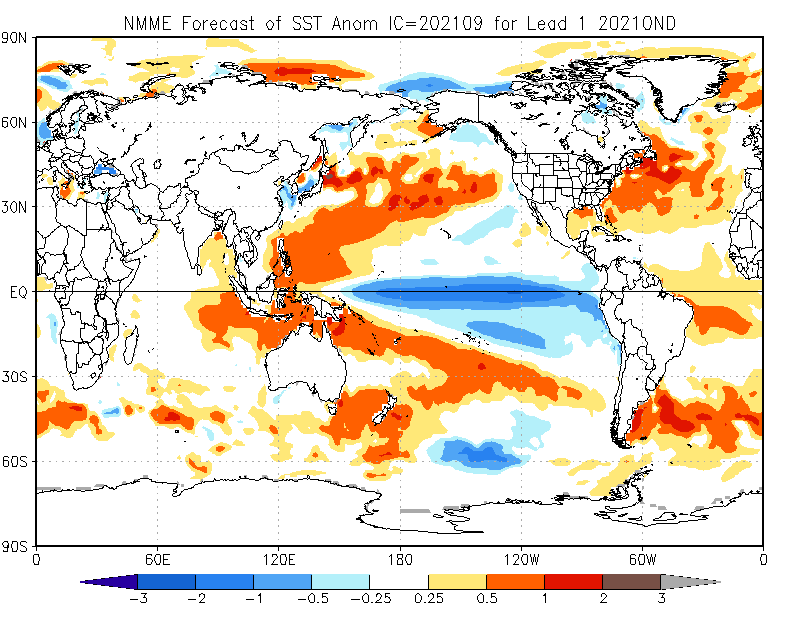 NMME Forecast of SST Anom IC=202109 for Lead 1 2021OND
90N
60N
30N
EQ
30S
60S
90S
0 60E 120E 180 120W 60W 0
-3 -2 -1 -0.5 -0.25 0.25 0.5 1 2 3